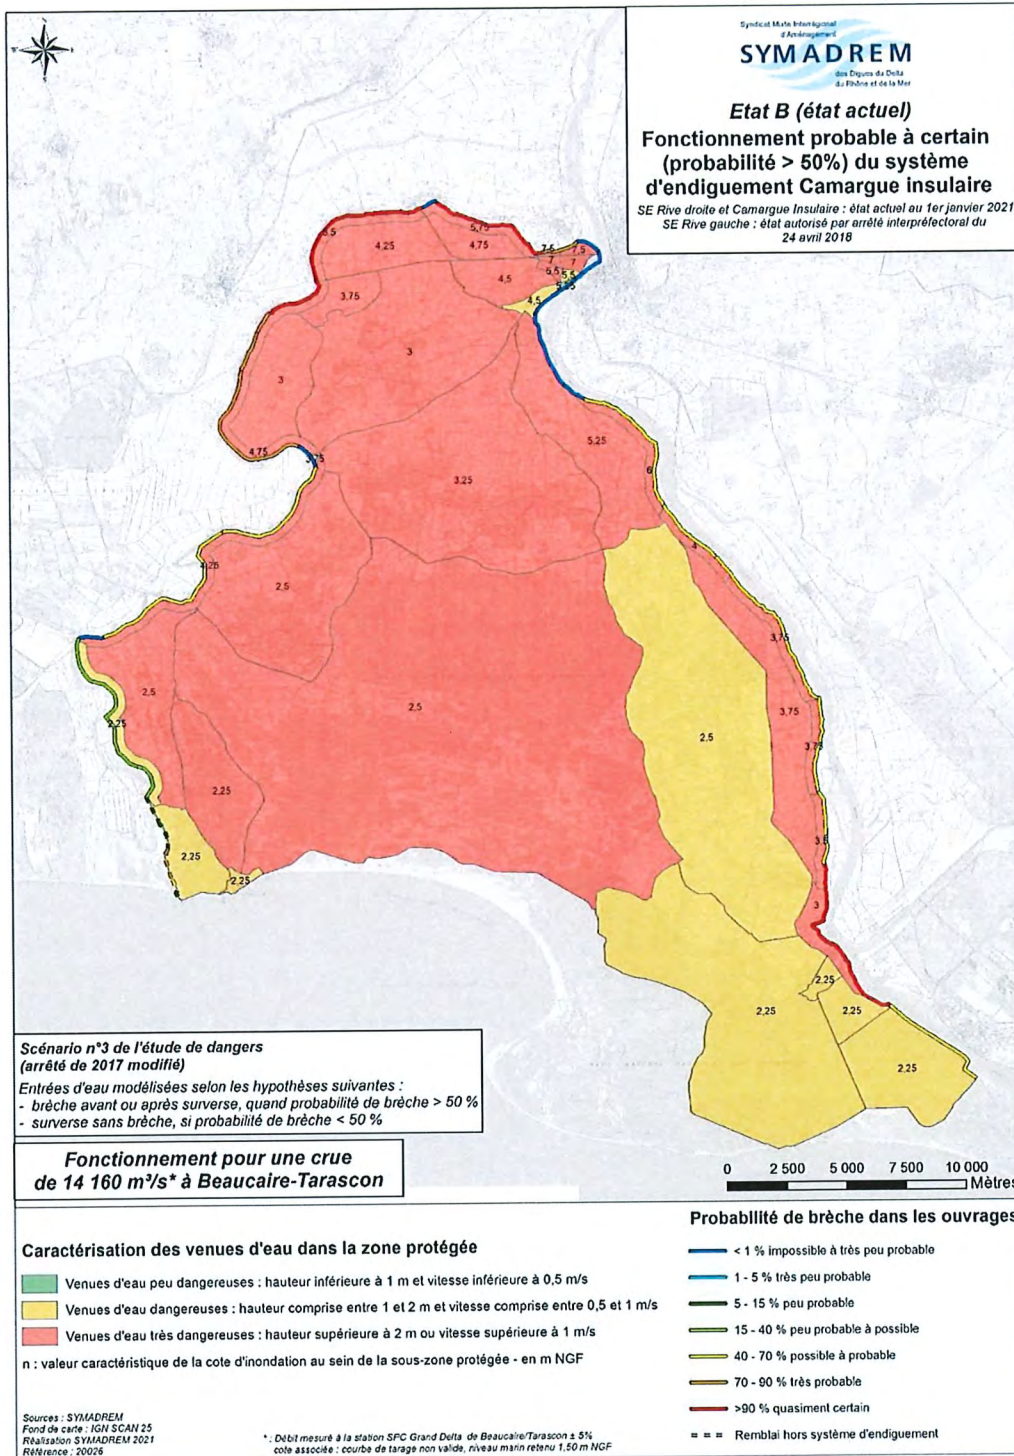 Syndicat Mixte Interrégional
d'Aménagement
SYMADREM
des Digues du Delta
du Rhône et de la Mer
Etat B (état actuel)
Fonctionnement probable à certain
(probabilité > 50%) du système
d'endiguement Camargue insulaire
SE Rive droite et Camargue Insulaire : état actuel au 1er janvier 2021
SE Rive gauche : état autorisé par arrêté interpréfectoral du
24 avril 2018
5,75
4,25
4,75
7,5
7,5
7
7
5,5
5,5
4,5
4,5
3,75
3
3
4,75
5,25
6
3,25
4
4,25
2,5
3,75
2,5
2,5
2,5
3,75
2,25
3,75
2,25
3,5
2,25
2,25
3
2,25
2,25
2,25
2,25
Scénario n°3 de l'étude de dangers
(arrêté de 2017 modifié)
Entrées d'eau modélisées selon les hypothèses suivantes :
- brèche avant ou après surverse, quand probabilité de brèche > 50 %
- surverse sans brèche, si probabilité de brèche < 50 %
Fonctionnement pour une crue
de 14 160 m³/s* à Beaucaire-Tarascon
0 2 500 5 000 7 500 10 000
Mètres
Caractérisation des venues d'eau dans la zone protégée
Venues d'eau peu dangereuses : hauteur inférieure à 1 m et vitesse inférieure à 0,5 m/s
Venues d'eau dangereuses : hauteur comprise entre 1 et 2 m et vitesse comprise entre 0,5 et 1 m/s
Venues d'eau très dangereuses : hauteur supérieure à 2 m ou vitesse supérieure à 1 m/s
n : valeur caractéristique de la cote d'inondation au sein de la sous-zone protégée - en m NGF
Probabilité de brèche dans les ouvrages
< 1 % impossible à très peu probable
1 - 5 % très peu probable
5 - 15 % peu probable
15 - 40 % peu probable à possible
40 - 70 % possible à probable
70 - 90 % très probable
>90 % quasiment certain
Remblai hors système d'endiguement
Sources : SYMADREM
Fond de carte : IGN SCAN 25
Réalisation SYMADREM 2021
Référence : 20026
* : Débit mesuré à la station SPC Grand Delta de Beaucaire/Tarascon ± 5%
cote associée : courbe de tarage non valide, niveau marin retenu 1,50 m NGF